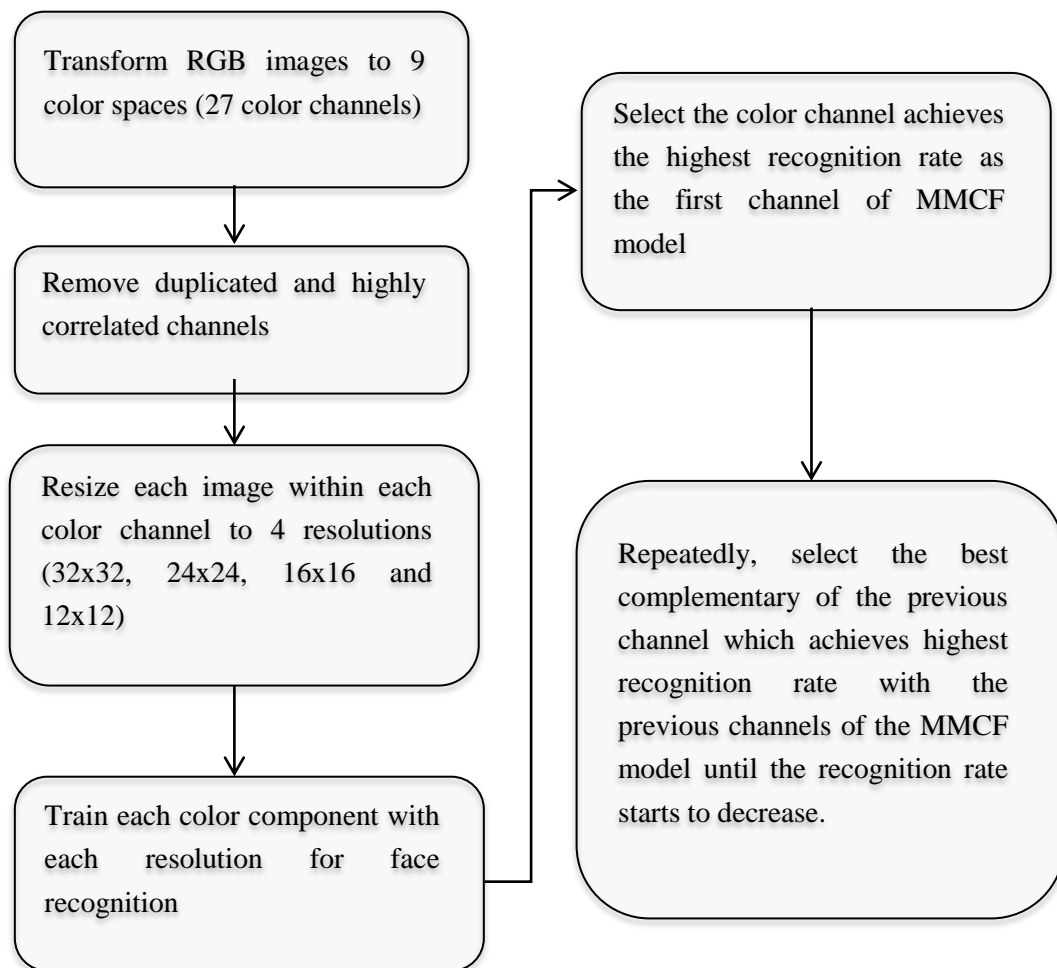 Transform RGB images to 9
color spaces (27 color channels)
Remove duplicated and highly
correlated channels
Resize each image within each
color channel to 4 resolutions
(32x32, 24x24, 16x16 and
12x12)
Train each color component with
each resolution for face
recognition
Select the color channel achieves
the highest recognition rate as
the first channel of MMCF
model
Repeatedly, select the best
complementary of the previous
channel which achieves highest
recognition rate with the
previous channels of the MMCF
model until the recognition rate
starts to decrease.